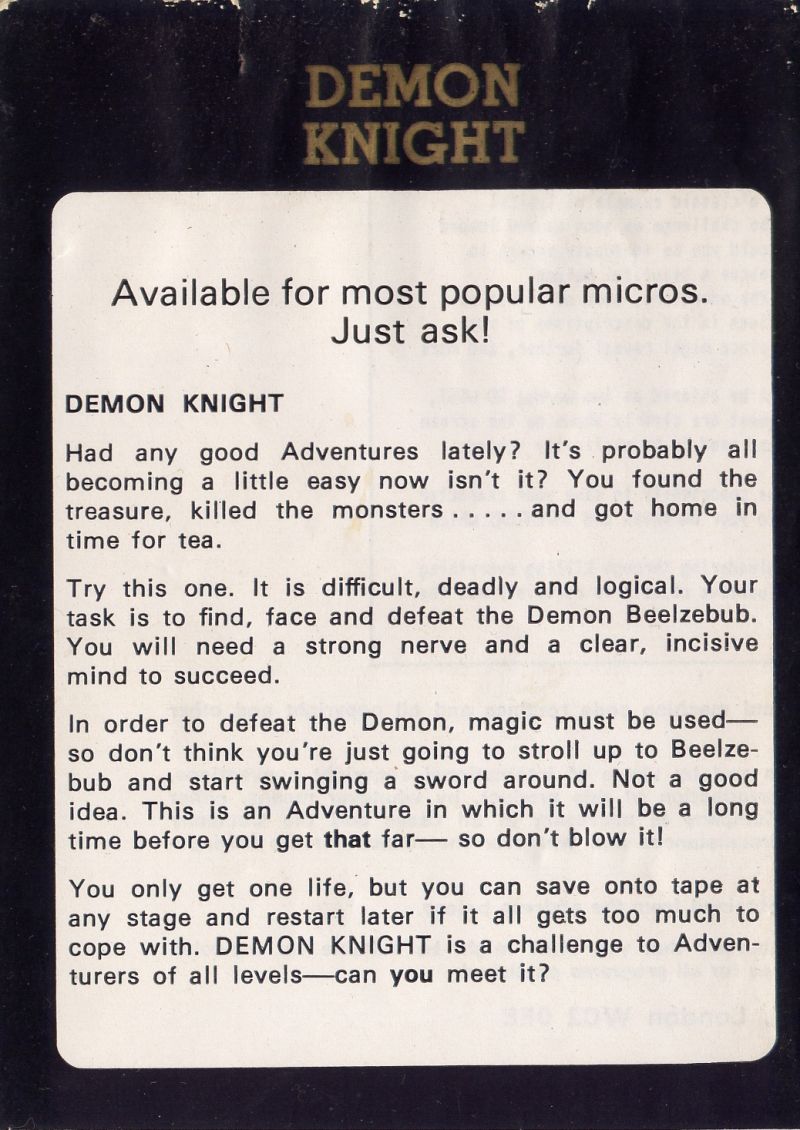 DEMON
KNIGHT
Available for most popular micros.
Just ask!
DEMON KNIGHT
Had any good Adventures lately? It's probably all
becoming a little easy now isn't it? You found the
treasure, killed the monsters.....and got home in
time for tea.
Try this one. It is difficult, deadly and logical. Your
task is to find, face and defeat the Demon Beelzebub.
You will need a strong nerve and a clear, incisive
mind to succeed.
In order to defeat the Demon, magic must be used—
so don't think you're just going to stroll up to Beelze-
bub and start swinging a sword around. Not a good
idea. This is an Adventure in which it will be a long
time before you get that far— so don't blow it!
You only get one life, but you can save onto tape at
any stage and restart later if it all gets too much to
cope with. DEMON KNIGHT is a challenge to Adven-
turers of all levels—can you meet it?